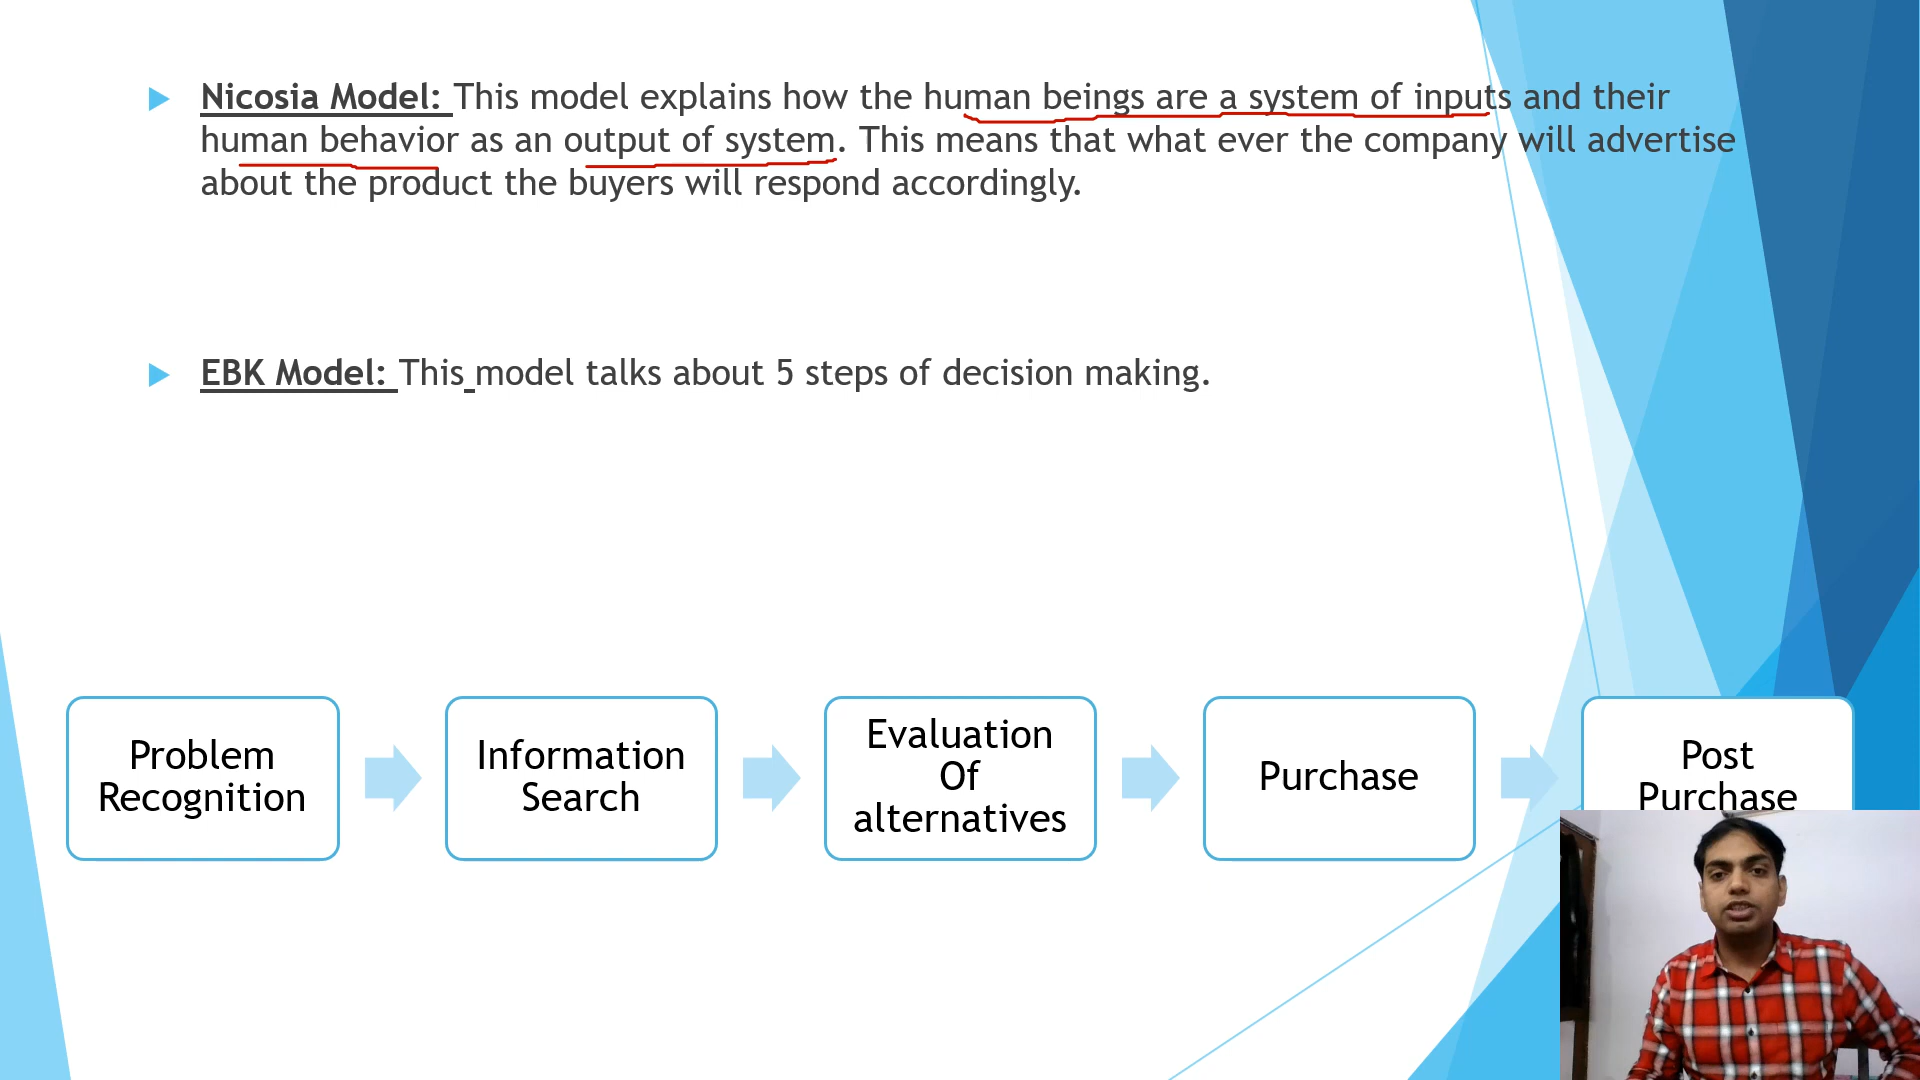 Nicosia Model: This model explains how the human beings are a system of inputs and their
human behavior as an output of system. This means that what ever the company will advertise
about the product the buyers will respond accordingly.
EBK Model: This model talks about 5 steps of decision making.
Problem
Recognition
Information
Search
Evaluation
Of
alternatives
Purchase
Post
Purchase